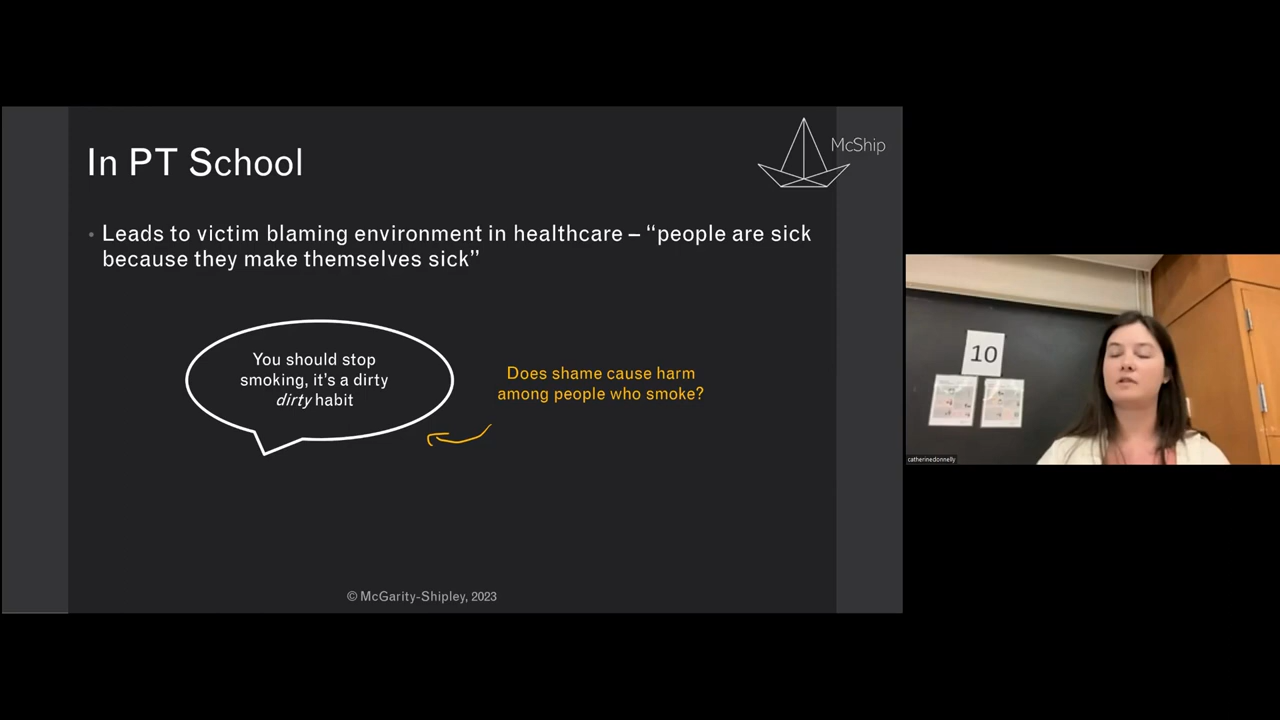 In PT School
McShip
• Leads to victim blaming environment in healthcare – “people are sick
because they make themselves sick”
You should stop
smoking, it’s a dirty
dirty habit
Does shame cause harm
among people who smoke?
© McGarity-Shipley, 2023
10
catherinedonnelly